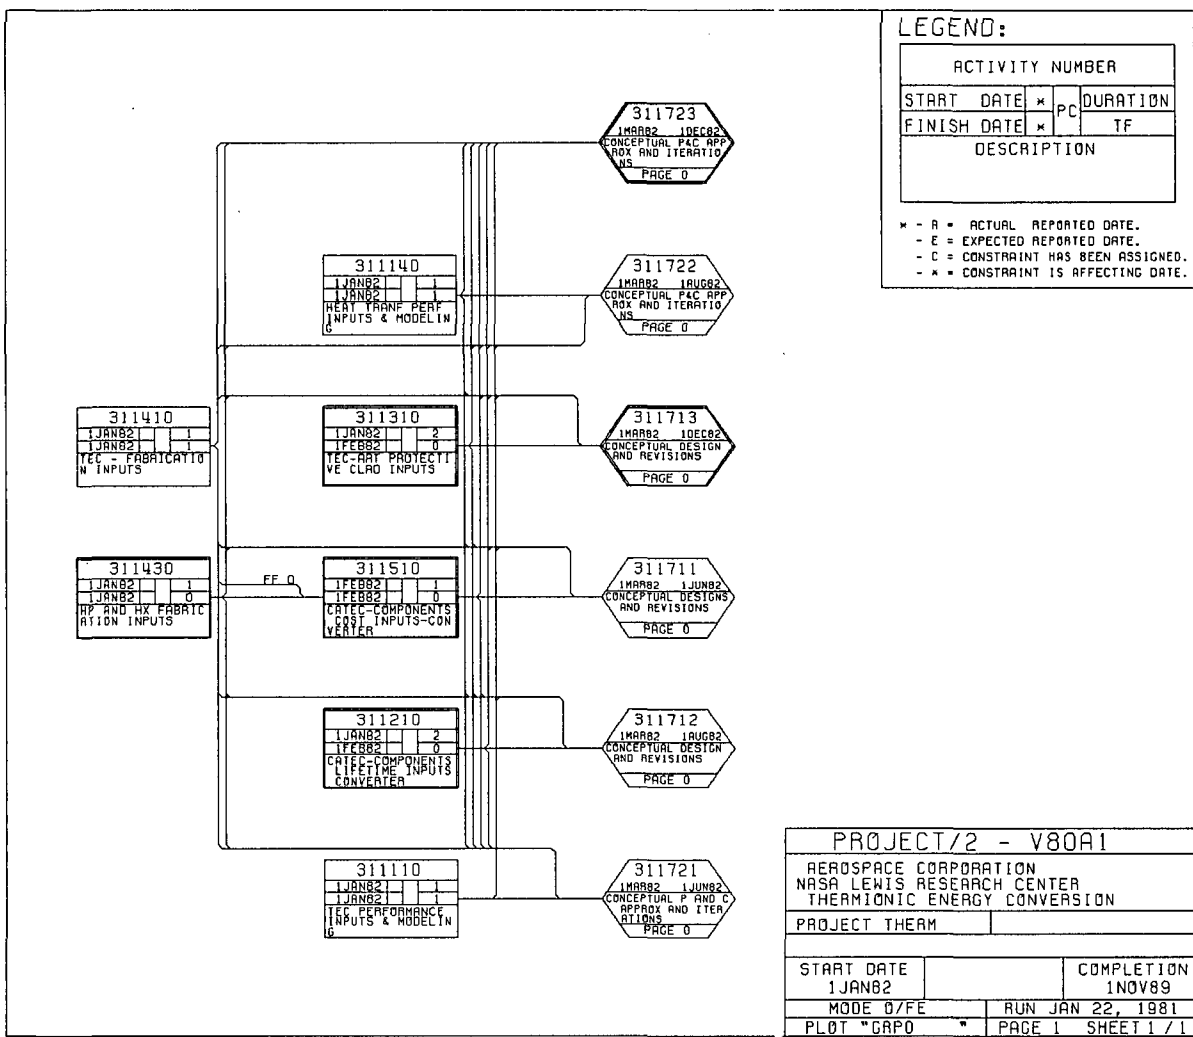 LEGEND:
ACTIVITY NUMBER
START DATE * PC DURATION
FINISH DATE * TF
DESCRIPTION
* - A = ACTUAL REPORTED DATE.
- E = EXPECTED REPORTED DATE.
- C = CONSTRAINT HAS BEEN ASSIGNED.
- * = CONSTRAINT IS AFFECTING DATE.
311723
1MAR82 1DEC82
CONCEPTUAL P&C APP
ROX AND ITERATIO
NS
PAGE 0
311140
1JAN82 1
1JAN82 1
HEAT TRANF PERF
INPUTS & MODELIN
G
311722
1MAR82 1AUG82
CONCEPTUAL P&C APP
ROX AND ITERATIO
NS
PAGE 0
311410
1JAN82 1
1JAN82 1
TEC - FABRICATIO
N INPUTS
311310
1JAN82 2
1FEB82 0
TEC-ART PROTECTI
VE CLAD INPUTS
311713
1MAR82 1DEC82
CONCEPTUAL DESIGN
AND REVISIONS
PAGE 0
311430
1JAN82 1
1JAN82 0
HP AND HX FABRIC
ATION INPUTS
FF 0
311510
1FEB82 1
1FEB82 0
CATEC-COMPONENTS
COST INPUTS-CON
VERTER
311711
1MAR82 1JUN82
CONCEPTUAL DESIGNS
AND REVISIONS
PAGE 0
311210
1JAN82 2
1FEB82 0
CATEC-COMPONENTS
LIFETIME INPUTS
CONVERTER
311712
1MAR82 1AUG82
CONCEPTUAL DESIGN
AND REVISIONS
PAGE 0
311110
1JAN82 1
1JAN82 1
TEC PERFORMANCE
INPUTS & MODELIN
G
311721
1MAR82 1JUN82
CONCEPTUAL P AND C
APPROX AND ITER
ATIONS
PAGE 0
PROJECT/2 - V80A1
AEROSPACE CORPORATION
NASA LEWIS RESEARCH CENTER
THERMIONIC ENERGY CONVERSION
PROJECT THERM
START DATE COMPLETION
1JAN82 1NOV89
MODE O/FE RUN JAN 22, 1981
PLOT "GRPO " PAGE 1 SHEET 1 / 1